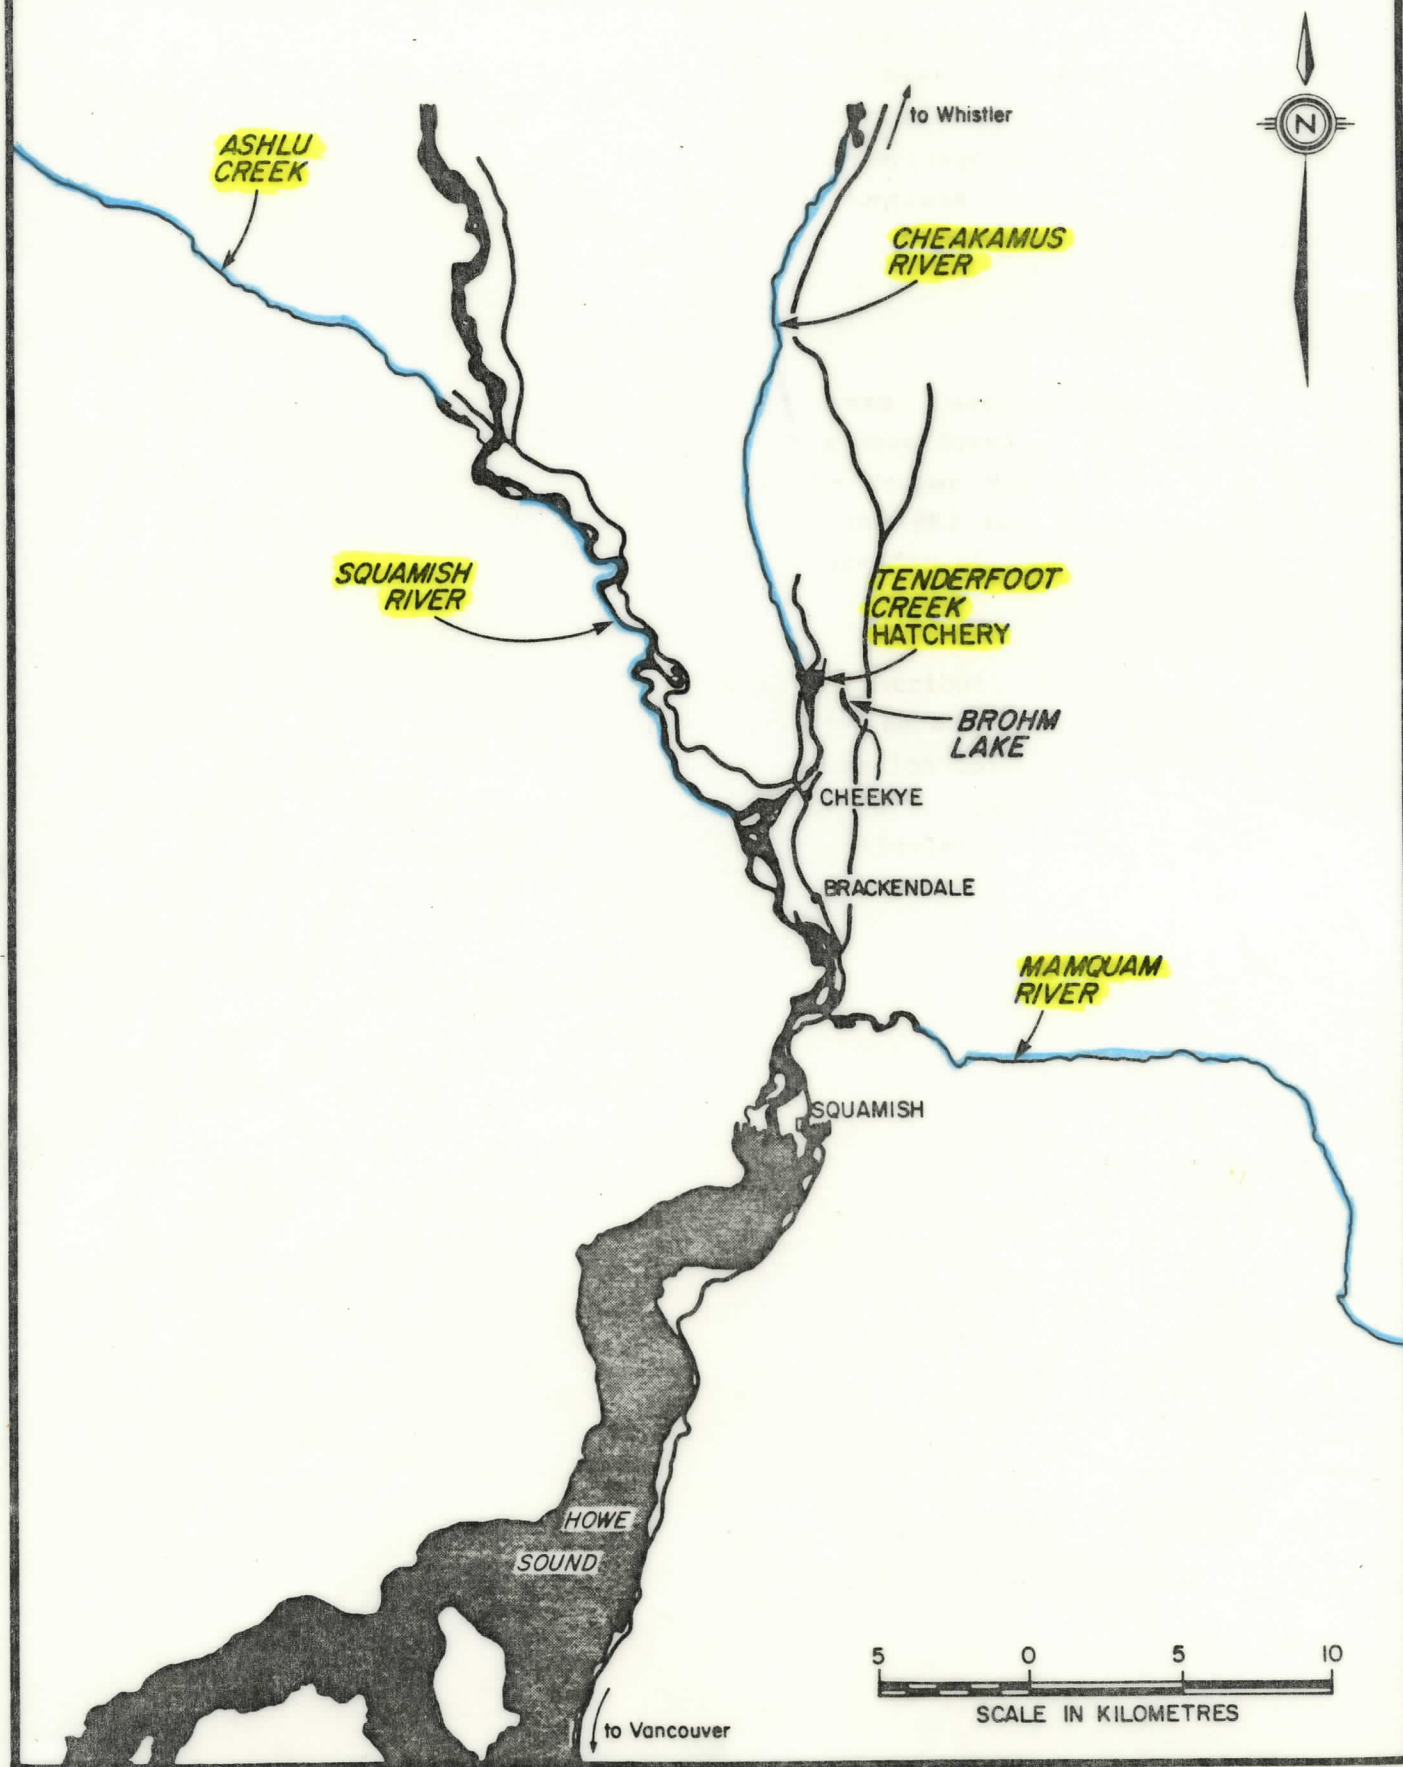 to Whistler
N
ASHLU
CREEK
CHEAKAMUS
RIVER
SQUAMISH
RIVER
TENDERFOOT
CREEK
HATCHERY
BROHM
LAKE
CHEEKYE
BRACKENDALE
MAMQUAM
RIVER
SQUAMISH
HOWE
SOUND
5 0 5 10
SCALE IN KILOMETRES
to Vancouver